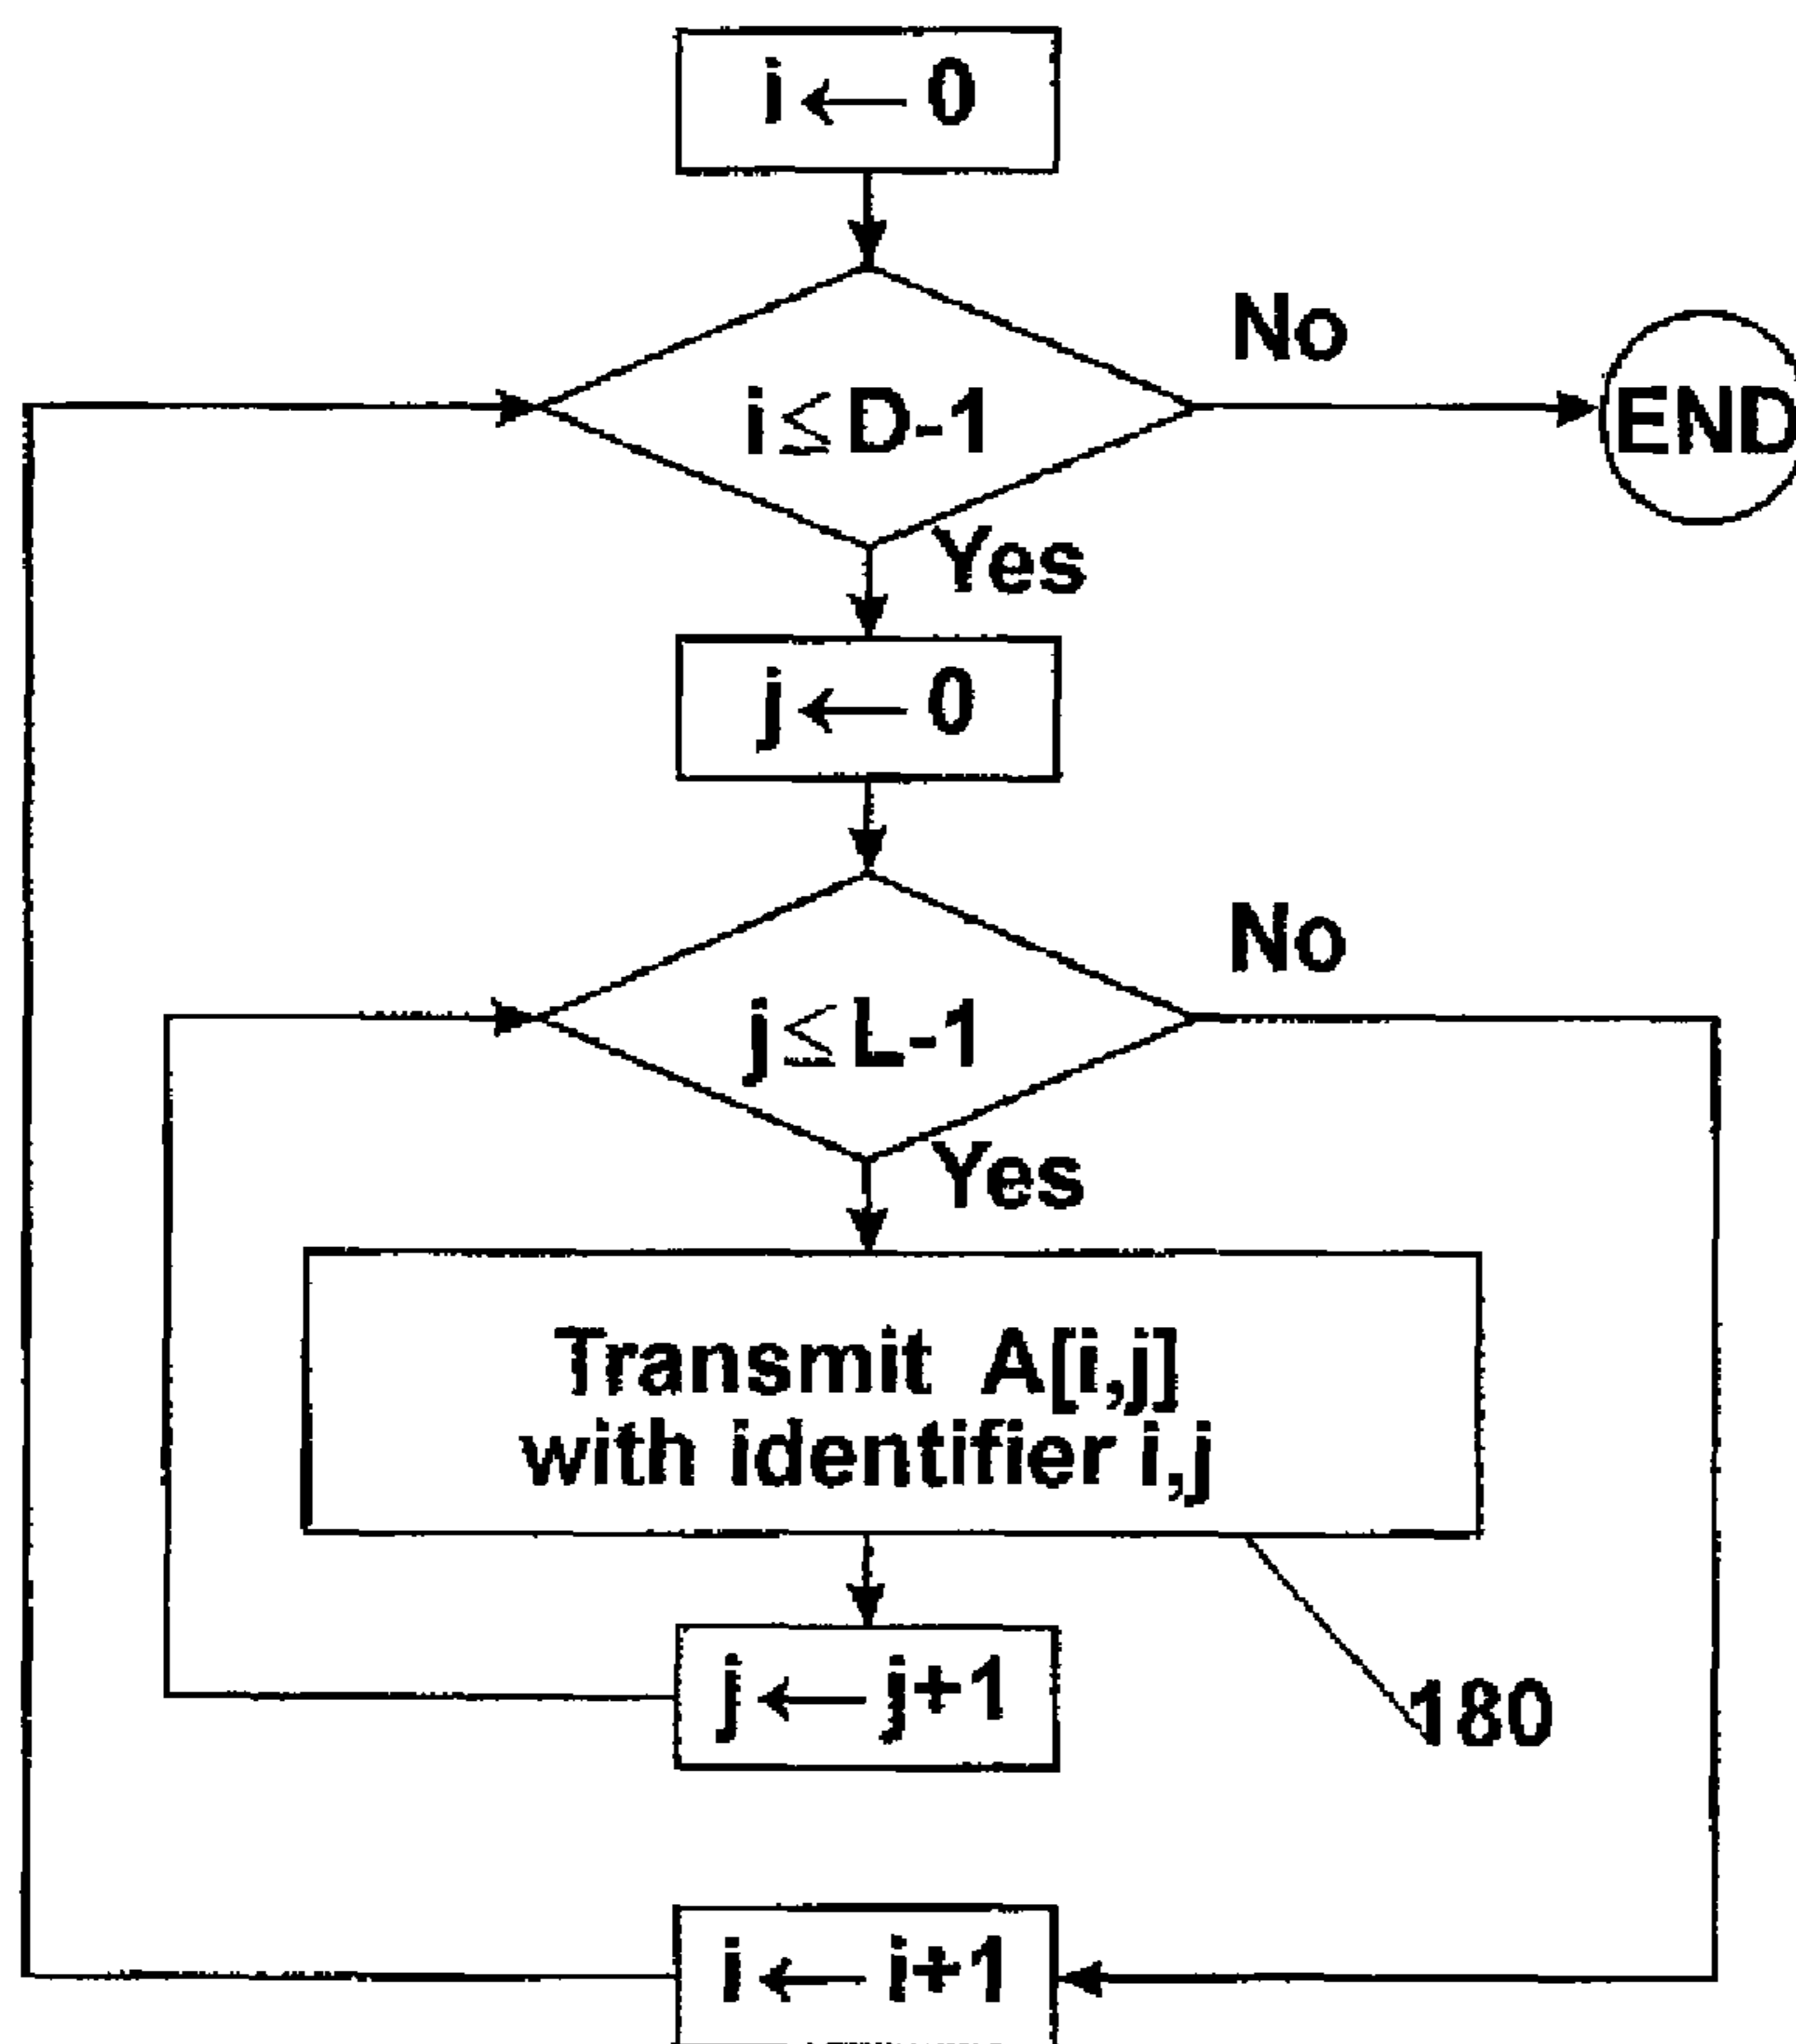 i ← 0
No
i≤D-1
END
Yes
j ← 0
No
j≤L-1
Yes
Transmit A[i,j]
with identifier i,j
j ← j+1
180
i ← i+1